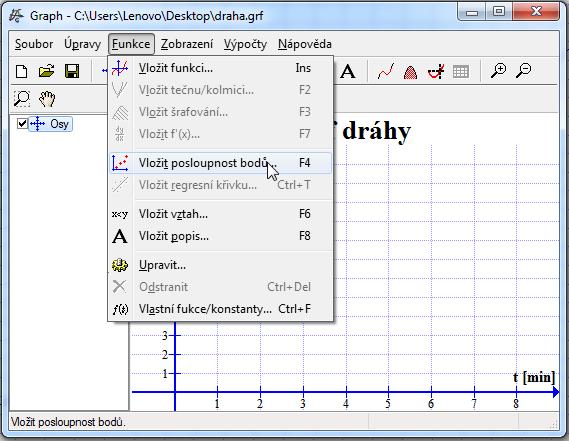 Graph - C:\Users\Lenovo\Desktop\draha.grf
Soubor Úpravy Funkce Zobrazení Výpočty Nápověda
Vložit funkci... Ins
Vložit tečnu/kolmici... F2
Vložit šrafování... F3
Vložit f'(x)... F7
Vložit posloupnost bodů... F4
Vložit regresní křivku... Ctrl+T
x<y Vložit vztah... F6
A Vložit popis... F8
Upravit...
Odstranit Ctrl+Del
f(t) Vlastní fukce/konstanty... Ctrl+F
A
Osy
dráhy
3
2
1
t [min]
1 2 3 4 5 6 7 8
Vložit posloupnost bodů.